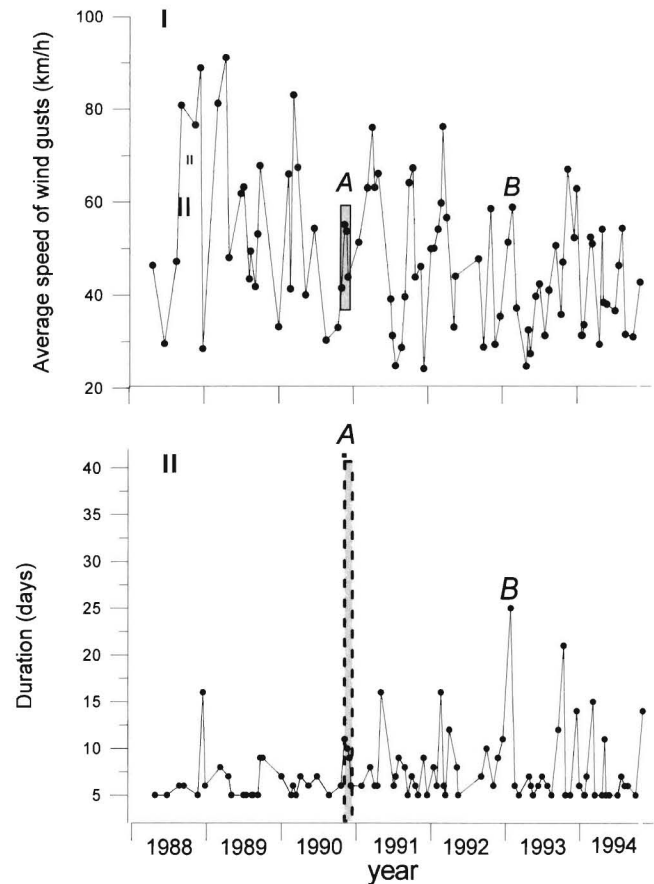 I
Average speed of wind gusts (km/h)
100
80
60
40
20
II
II
A
B
II
A
B
Duration (days)
40
35
30
25
20
15
10
5
1988 1989 1990 1991 1992 1993 1994
year